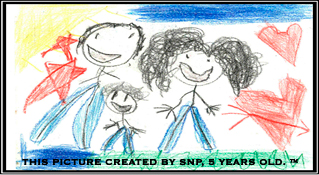 THIS PICTURE CREATED BY SNP, 5 YEARS OLD. ™